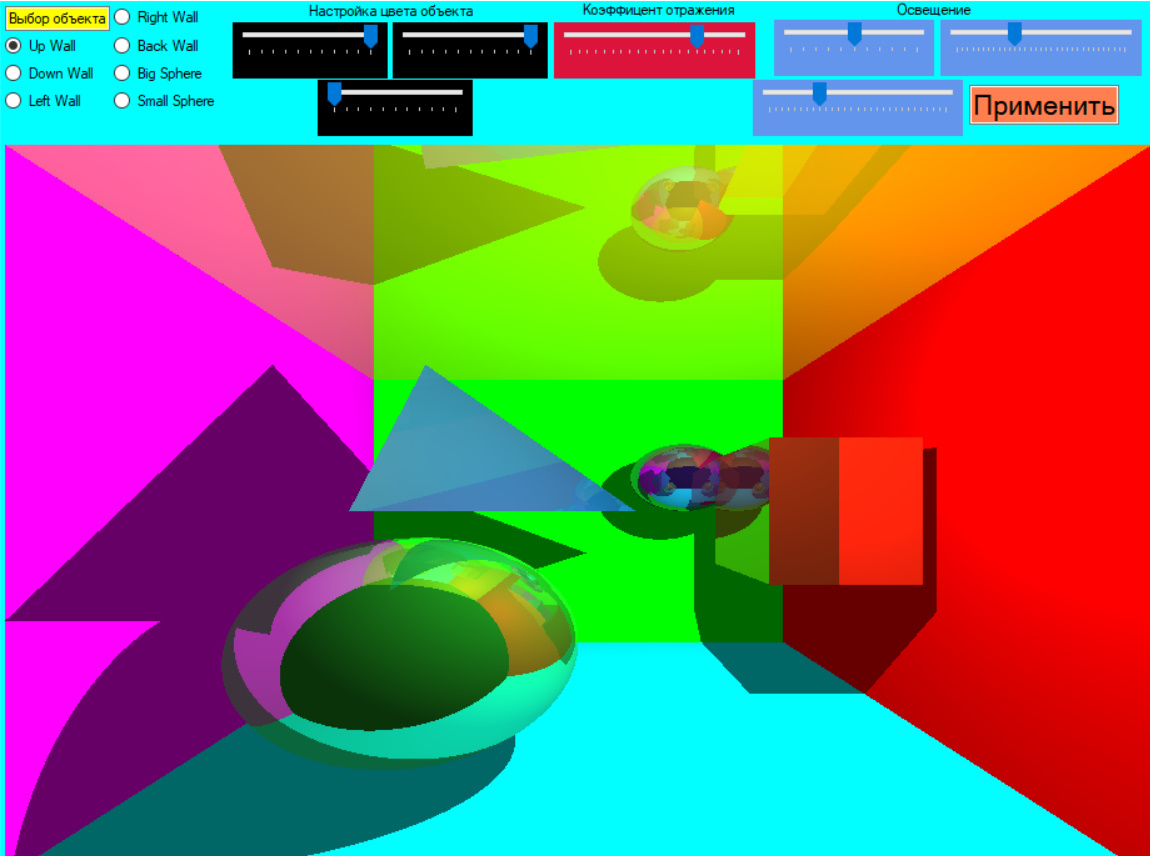 Выбор объекта
Up Wall
Down Wall
Left Wall
Right Wall
Back Wall
Big Sphere
Small Sphere
Настройка цвета объекта
Коэффицент отражения
Освещение
Применить